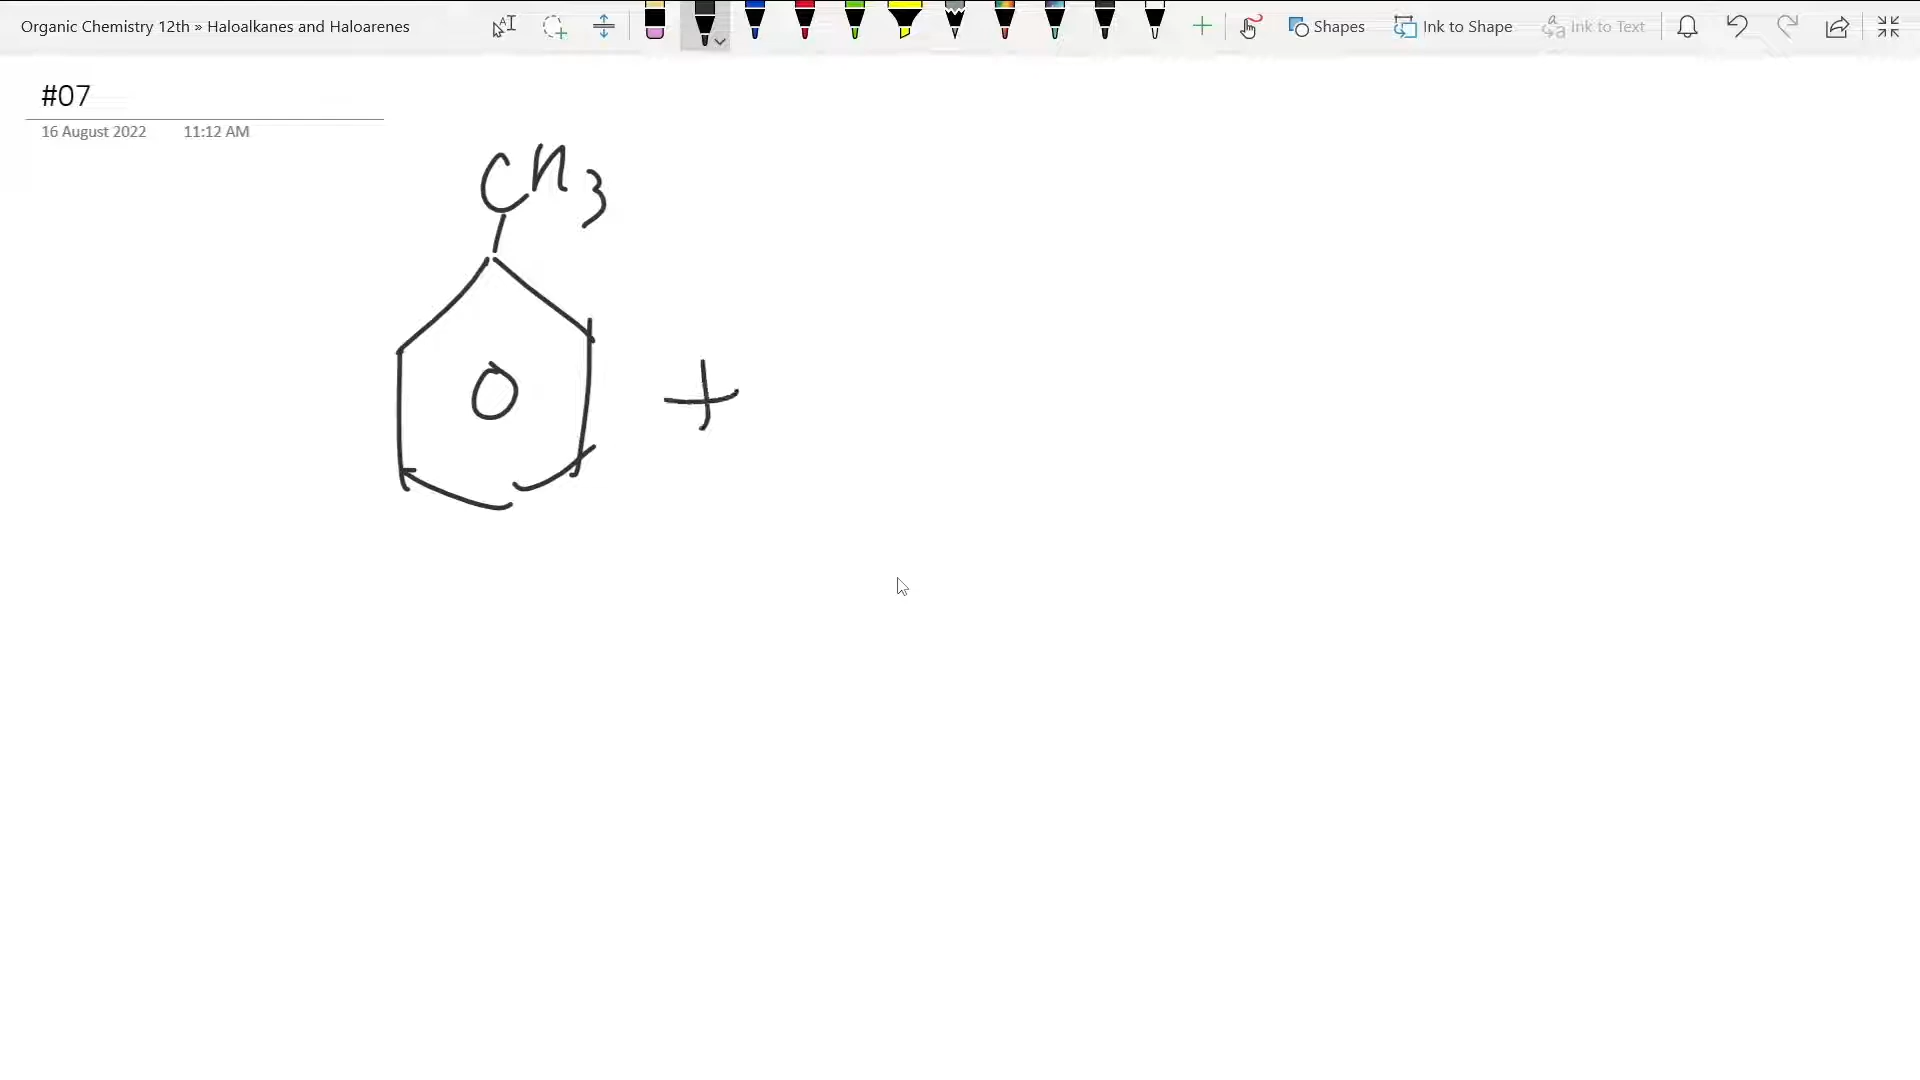 Organic Chemistry 12th » Haloalkanes and Haloarenes
Shapes
Ink to Shape
Ink to Text
#07
16 August 2022 11:12 AM
CH3
+